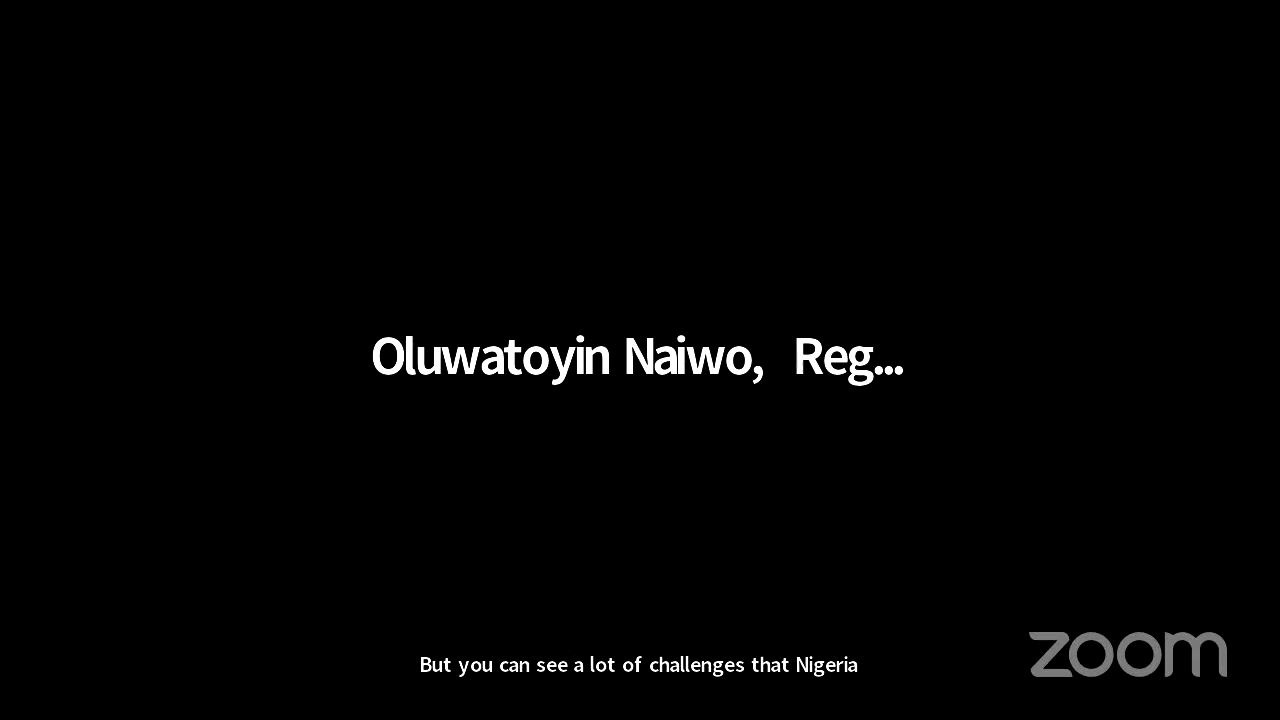 Oluwatoyin Naiwo, Reg...
But you can see a lot of challenges that Nigeria
zoom